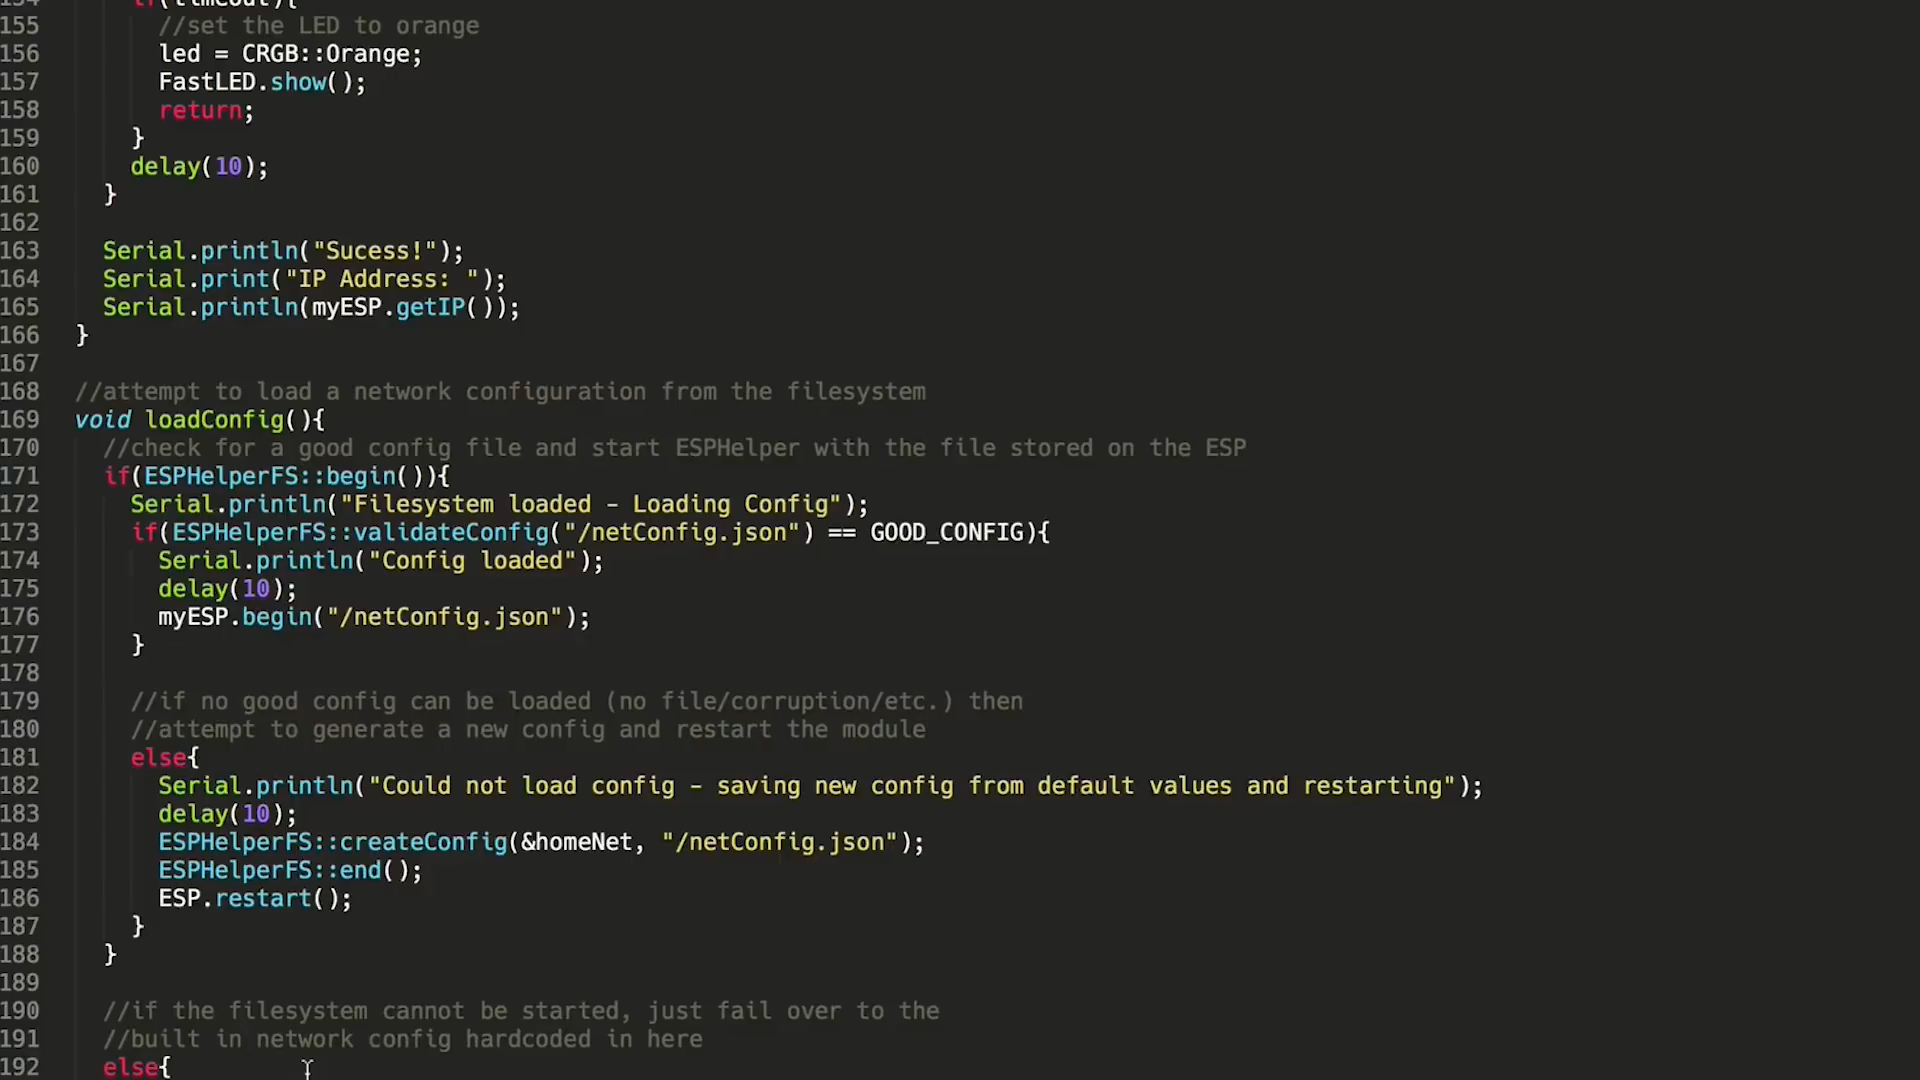 154 if(timeout){
155 //set the LED to orange
156 led = CRGB::Orange;
157 FastLED.show();
158 return;
159 }
160 delay(10);
161 }
162
163 Serial.println("Sucess!");
164 Serial.print("IP Address: ");
165 Serial.println(myESP.getIP());
166 }
167
168 //attempt to load a network configuration from the filesystem
169 void loadConfig(){
170 //check for a good config file and start ESPHelper with the file stored on the ESP
171 if(ESPHelperFS::begin()){
172 Serial.println("Filesystem loaded - Loading Config");
173 if(ESPHelperFS::validateConfig("/netConfig.json") == GOOD_CONFIG){
174 Serial.println("Config loaded");
175 delay(10);
176 myESP.begin("/netConfig.json");
177 }
178
179 //if no good config can be loaded (no file/corruption/etc.) then
180 //attempt to generate a new config and restart the module
181 else{
182 Serial.println("Could not load config - saving new config from default values and restarting");
183 delay(10);
184 ESPHelperFS::createConfig(&homeNet, "/netConfig.json");
185 ESPHelperFS::end();
186 ESP.restart();
187 }
188 }
189
190 //if the filesystem cannot be started, just fail over to the
191 //built in network config hardcoded in here
192 else{